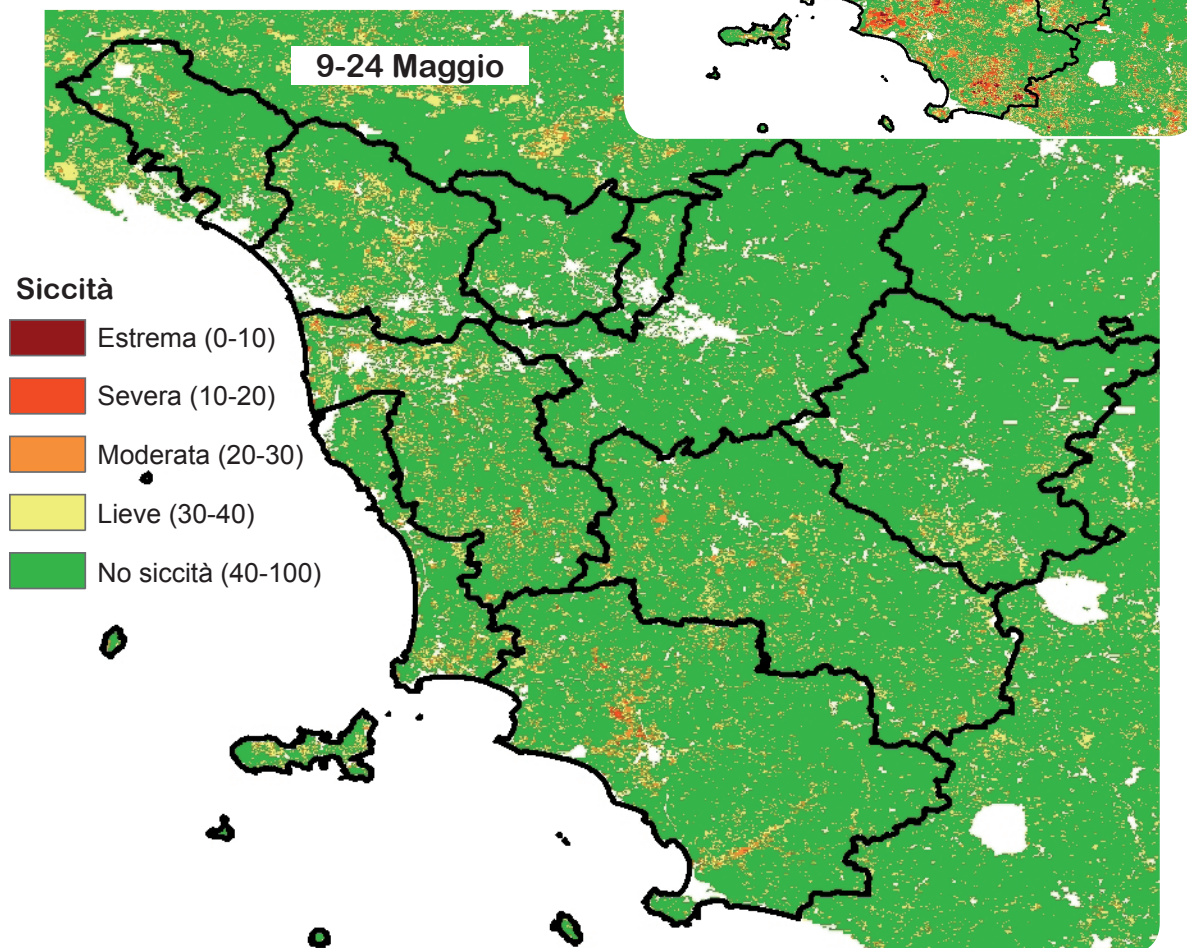 9-24 Maggio
Siccità
Estrema (0-10)
Severa (10-20)
Moderata (20-30)
Lieve (30-40)
No siccità (40-100)